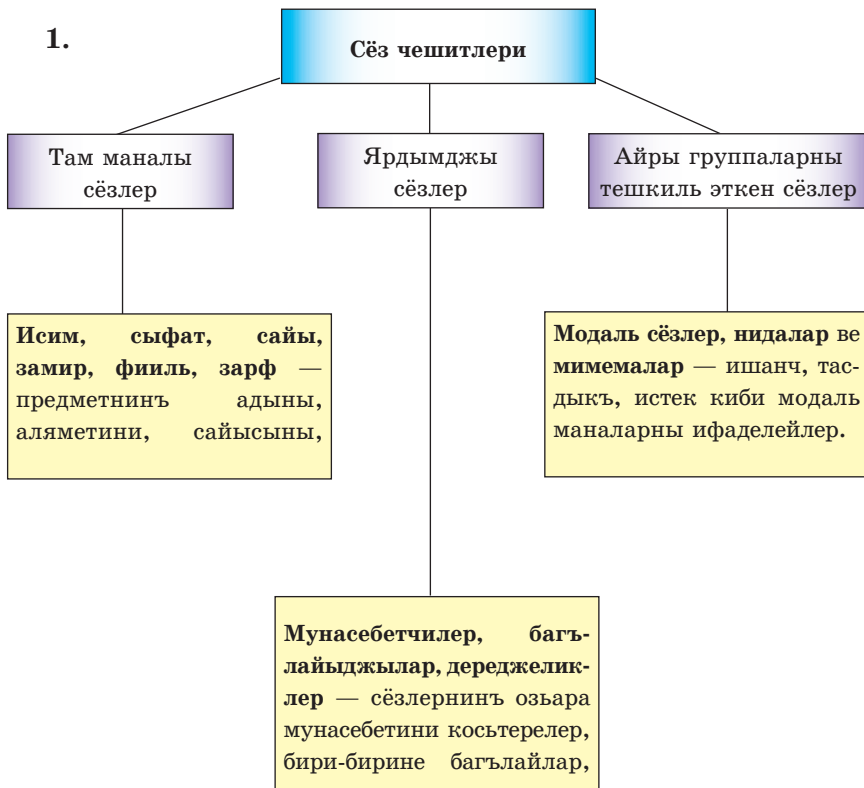 1.
Сёз чешитлери
Там маналы
сёзлер
Ярдымджы
сёзлер
Айры группаларны
тешкиль эткен сёзлер
Исим, сыфат, сайы,
замир, фииль, зарф —
предметнинъ адыны,
аляметини, сайысыны,
Модаль сёзлер, нидалар ве
мимемалар — ишанч, тас-
дыкъ, истек киби модаль
маналарны ифаделейлер.
Мунасебетчилер, багъ-
лайыджылар, дереджелик-
лер — сёзлернинъ озьара
мунасебетини косьтерелер,
бири-бирине багълайлар,